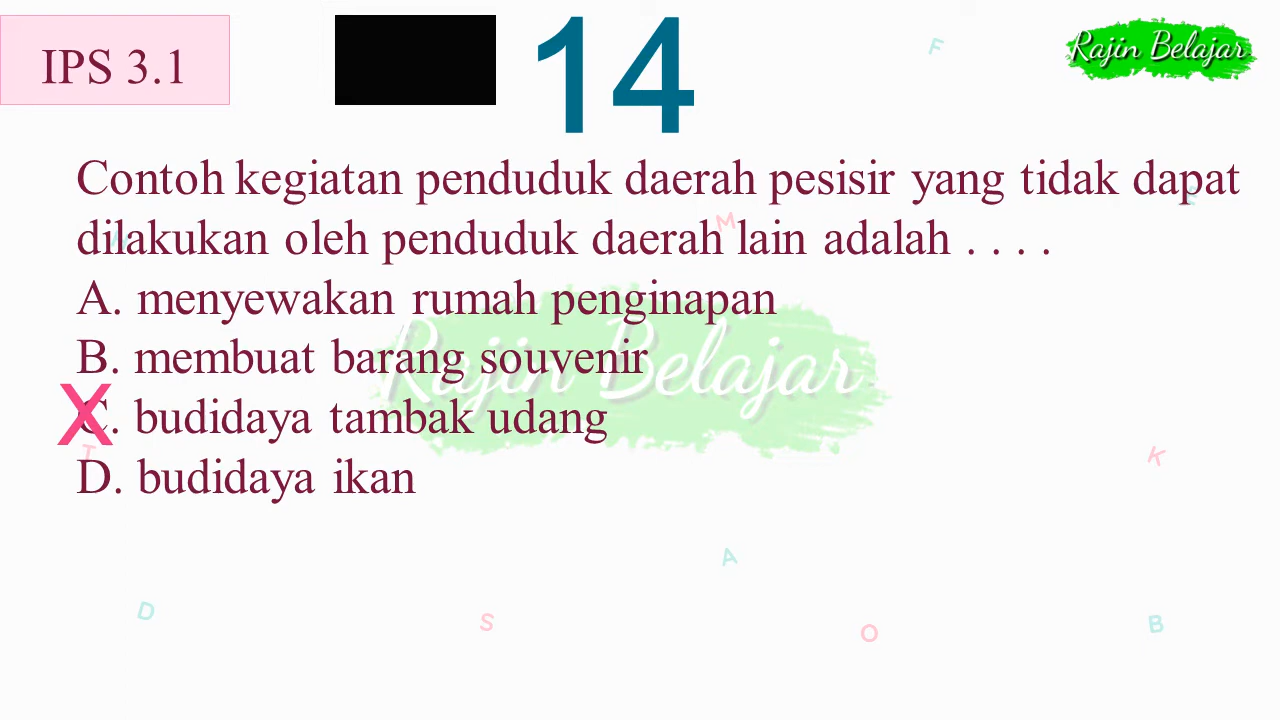 IPS 3.1
14
Rajin Belajar
Contoh kegiatan penduduk daerah pesisir yang tidak dapat
dilakukan oleh penduduk daerah lain adalah . . . .
A. menyewakan rumah penginapan
B. membuat barang souvenir
X
C. budidaya tambak udang
D. budidaya ikan
Rajin Belajar
F
M
K
A
D
S
O
B